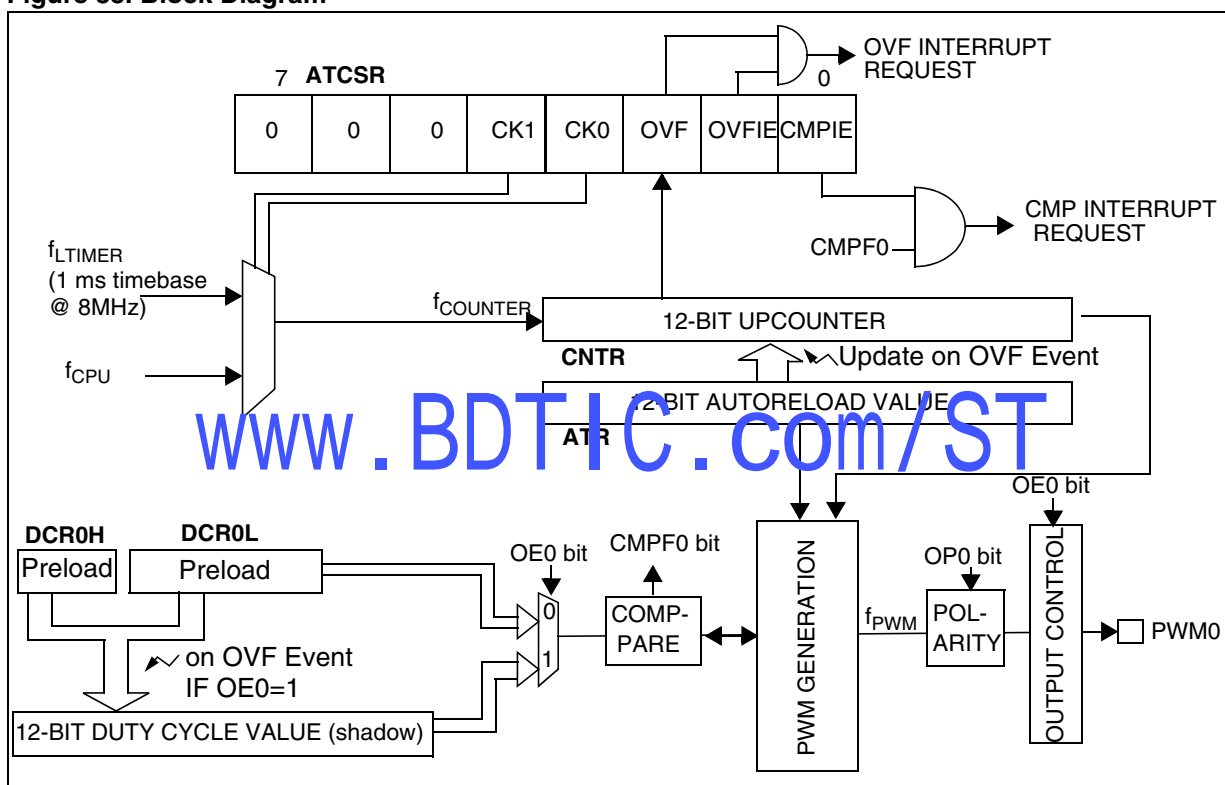 OVF INTERRUPT
REQUEST
7 ATCSR 0
0 0 0 CK1 CK0 OVF OVFIE CMPIE
CMP INTERRUPT
REQUEST
CMPF0
fLTIMER
(1 ms timebase
@ 8MHz)
fCOUNTER
12-BIT UPCOUNTER
CNTR
Update on OVF Event
fCPU
12-BIT AUTORELOAD VALUE
ATR
www.BDTIC.com/ST
OE0 bit
DCR0H DCR0L
Preload Preload
OE0 bit
CMPF0 bit
0
1
COMP-
PARE
PWM GENERATION
fPWM
OP0 bit
POL-
ARITY
OUTPUT CONTROL
PWM0
on OVF Event
IF OE0=1
12-BIT DUTY CYCLE VALUE (shadow)